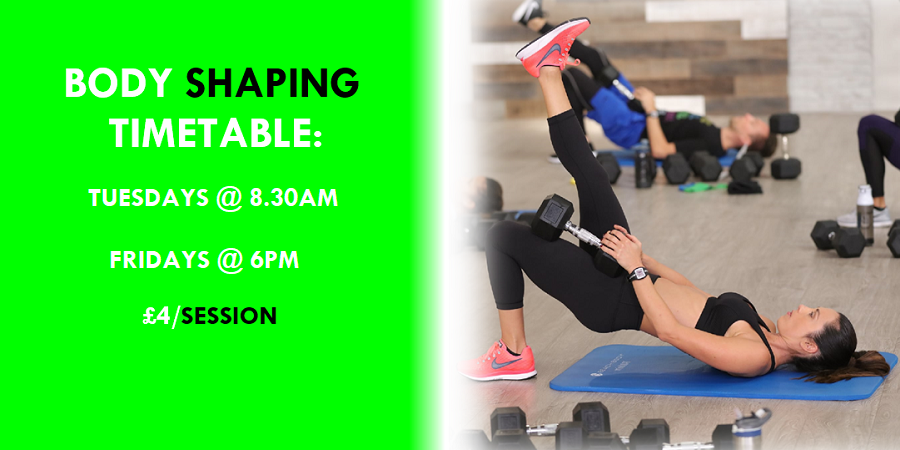 BODY SHAPING
TIMETABLE:
TUESDAYS @ 8.30AM
FRIDAYS @ 6PM
£4/SESSION